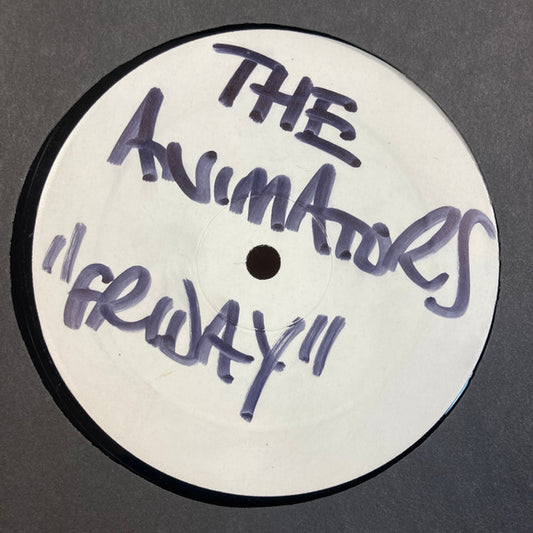 THE
ANIMATORS
"FRIDAY"